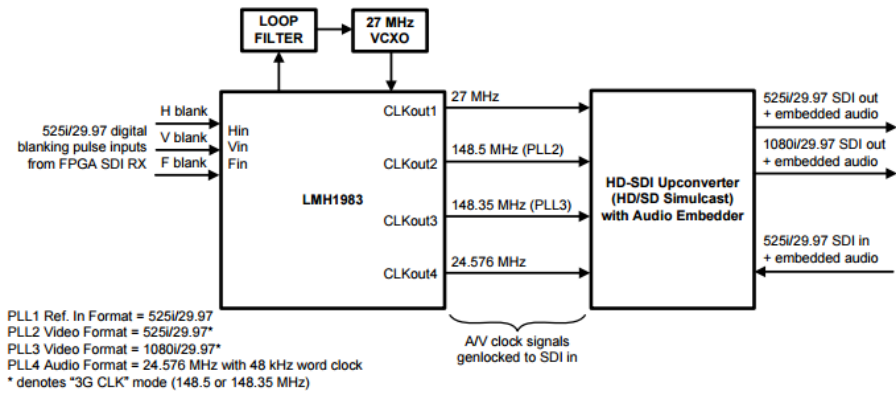 LOOP
FILTER
27 MHz
VCXO
525i/29.97 digital
blanking pulse inputs
from FPGA SDI RX
H blank
V blank
F blank
Hin
Vin
Fin
LMH1983
CLKout1
CLKout2
CLKout3
CLKout4
27 MHz
148.5 MHz (PLL2)
148.35 MHz (PLL3)
24.576 MHz
HD-SDI Upconverter
(HD/SD Simulcast)
with Audio Embedder
525i/29.97 SDI out
+ embedded audio
1080i/29.97 SDI out
+ embedded audio
525i/29.97 SDI in
+ embedded audio
A/V clock signals
genlocked to SDI in
PLL1 Ref. In Format = 525i/29.97
PLL2 Video Format = 525i/29.97*
PLL3 Video Format = 1080i/29.97*
PLL4 Audio Format = 24.576 MHz with 48 kHz word clock
* denotes "3G CLK" mode (148.5 or 148.35 MHz)